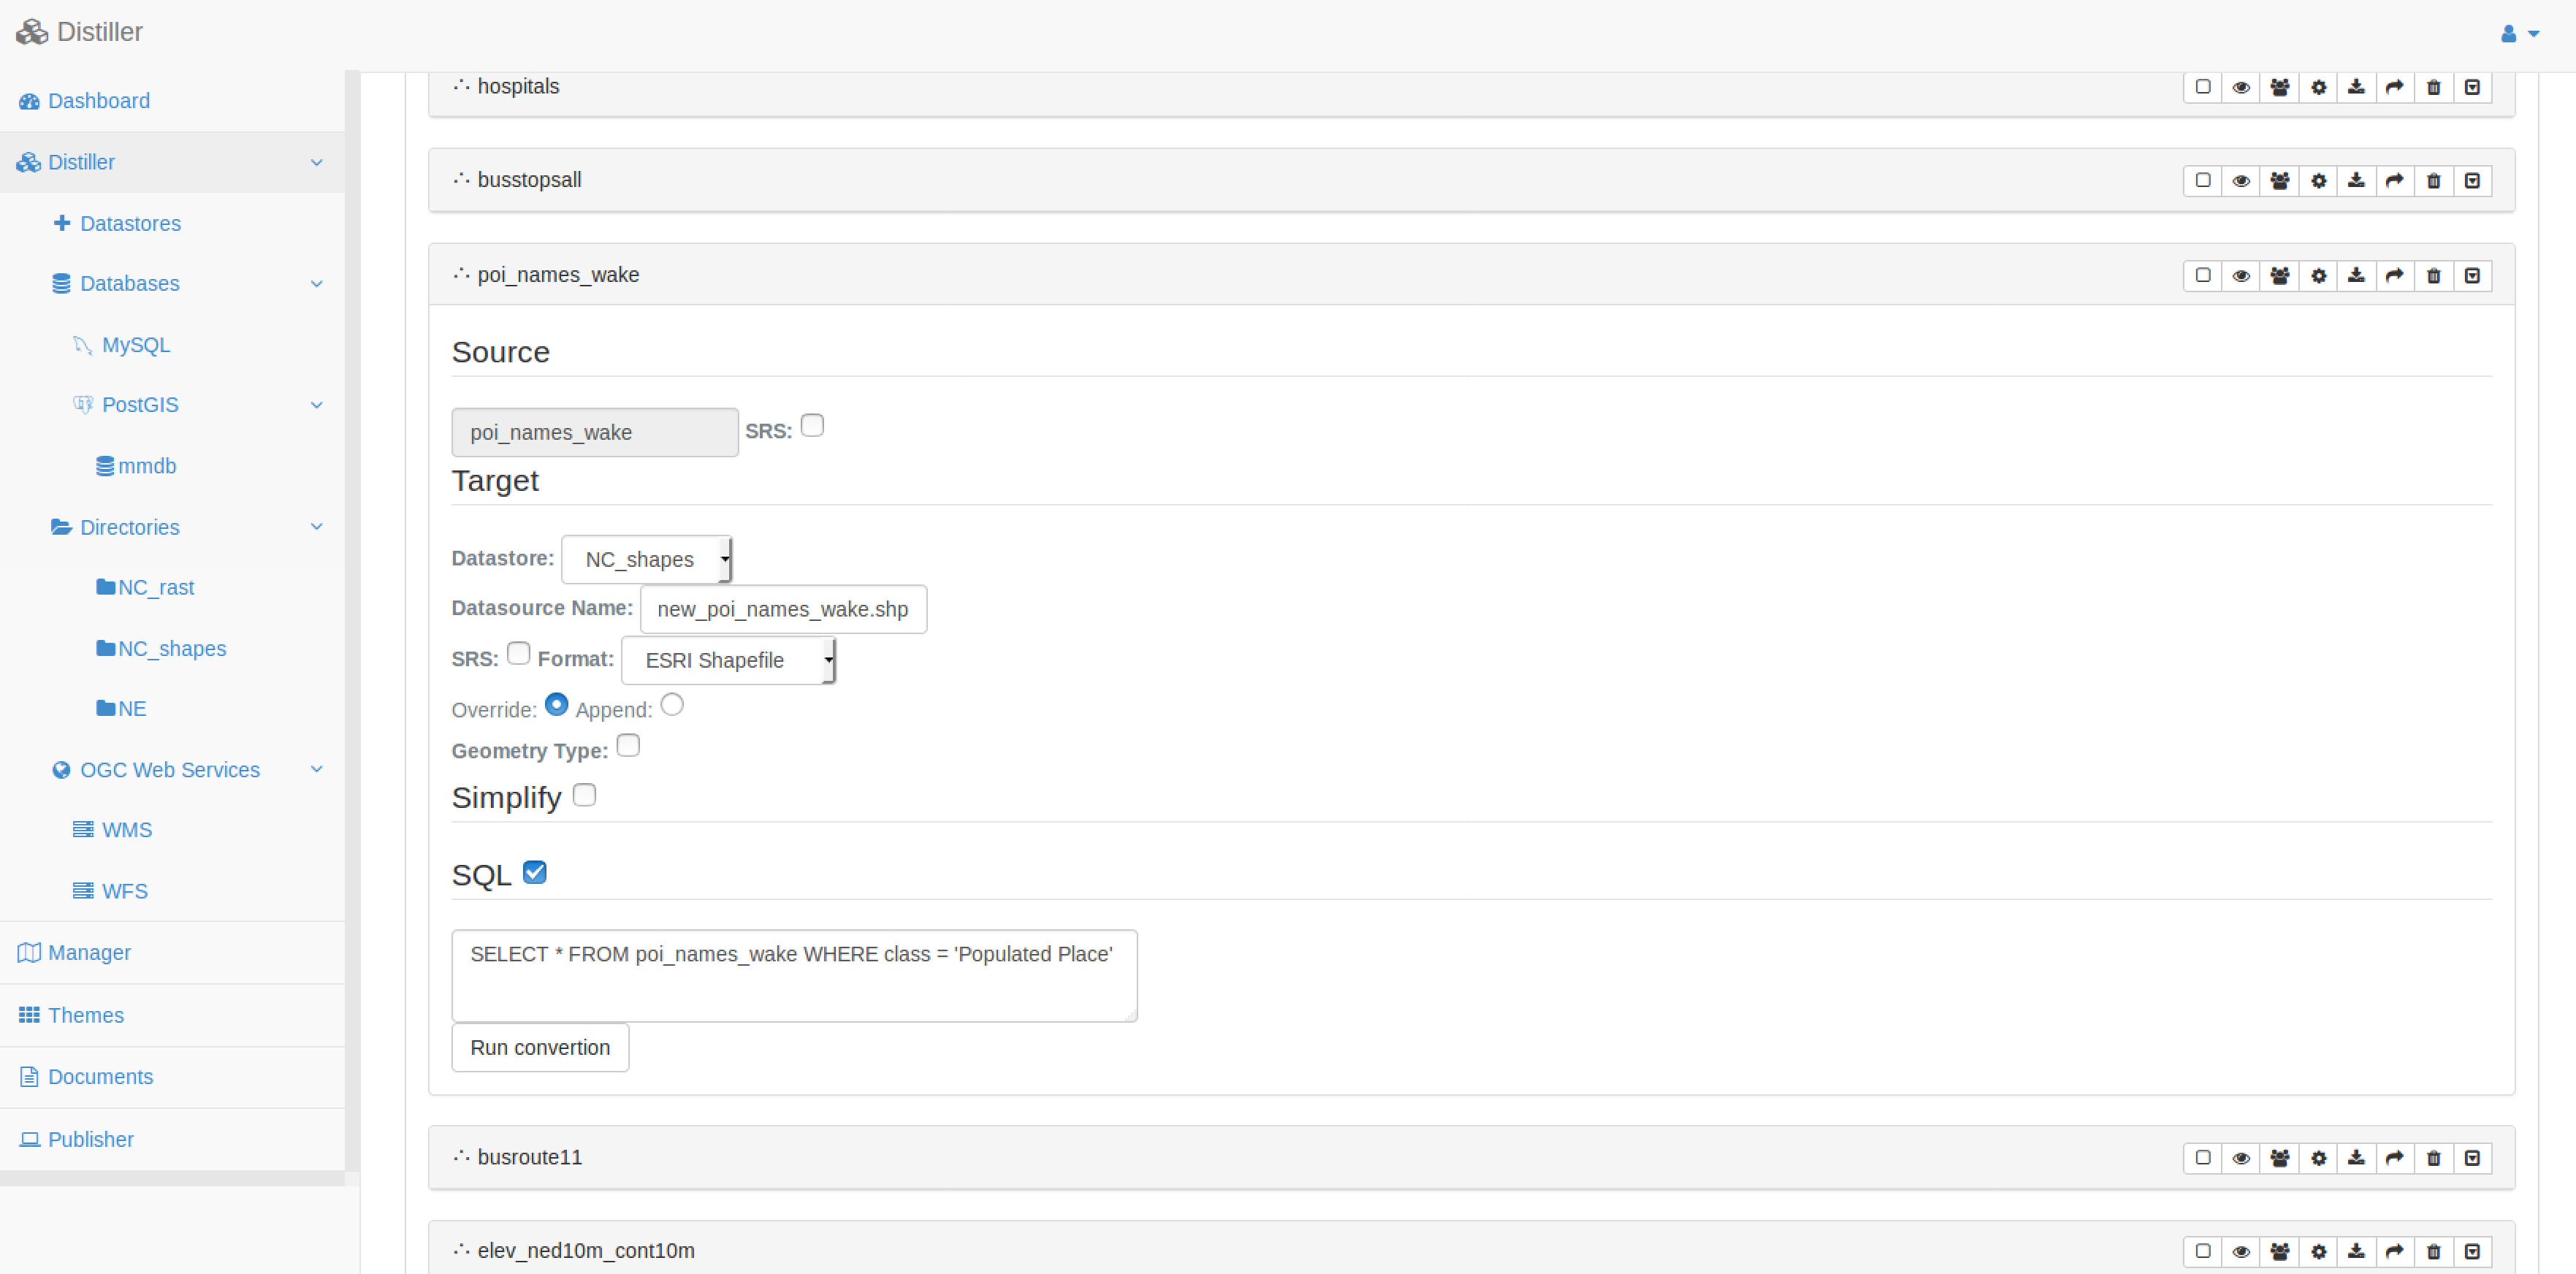 Distiller
Dashboard
Distiller
Datastores
Databases
MySQL
PostGIS
mmdb
Directories
NC_rast
NC_shapes
NE
OGC Web Services
WMS
WFS
Manager
Themes
Documents
Publisher
hospitals
busstopsall
poi_names_wake
Source
poi_names_wake SRS:
Target
Datastore: NC_shapes
Datasource Name: new_poi_names_wake.shp
SRS: Format: ESRI Shapefile
Override: Append:
Geometry Type:
Simplify
SQL
SELECT * FROM poi_names_wake WHERE class = 'Populated Place'
Run convertion
busroute11
elev_ned10m_cont10m